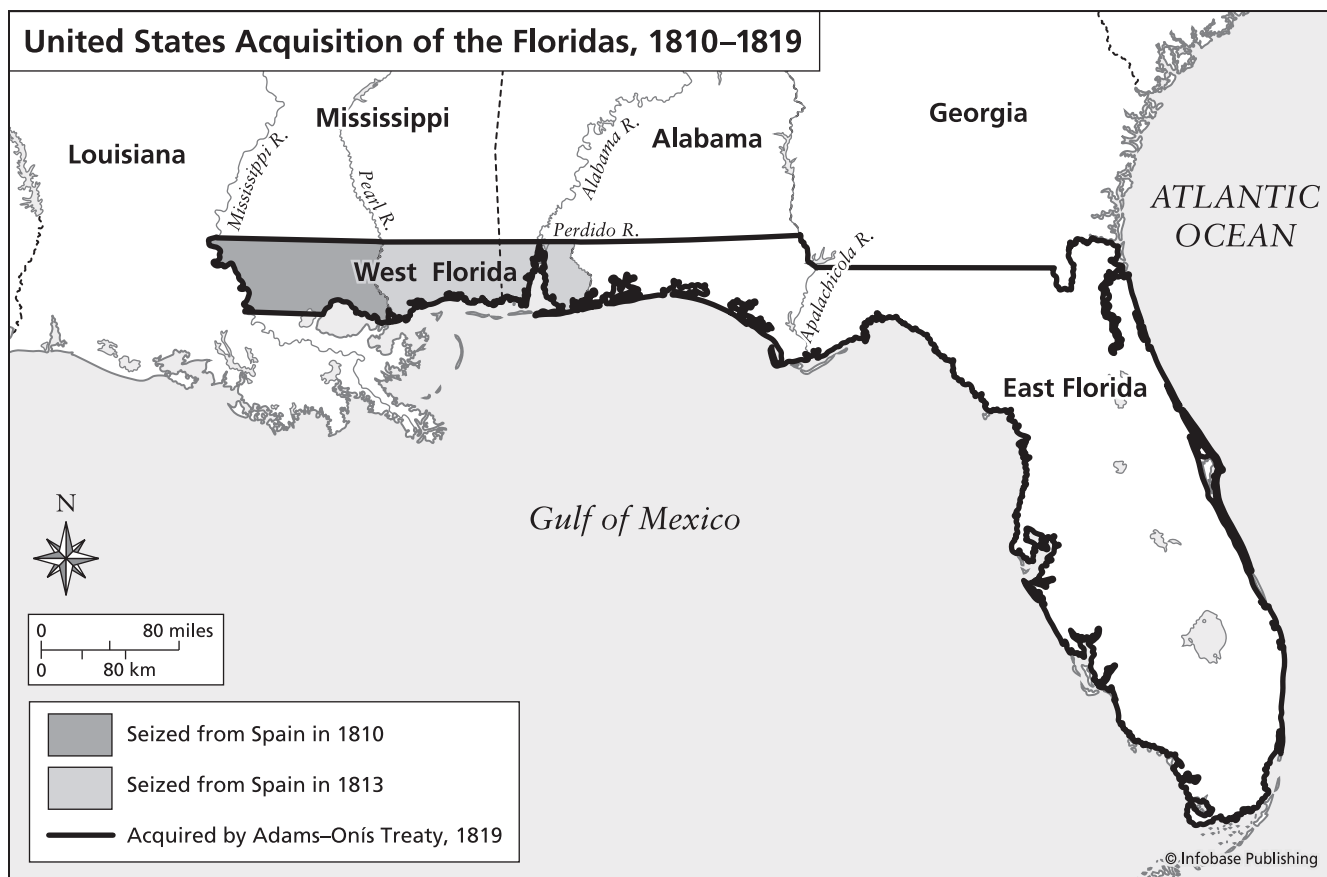 United States Acquisition of the Floridas, 1810–1819
Louisiana
Mississippi R.
Mississippi
Pearl R.
Alabama R.
Alabama
Georgia
ATLANTIC
OCEAN
Perdido R.
West Florida
Apalachicola R.
East Florida
Gulf of Mexico
N
0 80 miles
0 80 km
Seized from Spain in 1810
Seized from Spain in 1813
Acquired by Adams–Onís Treaty, 1819
© Infobase Publishing